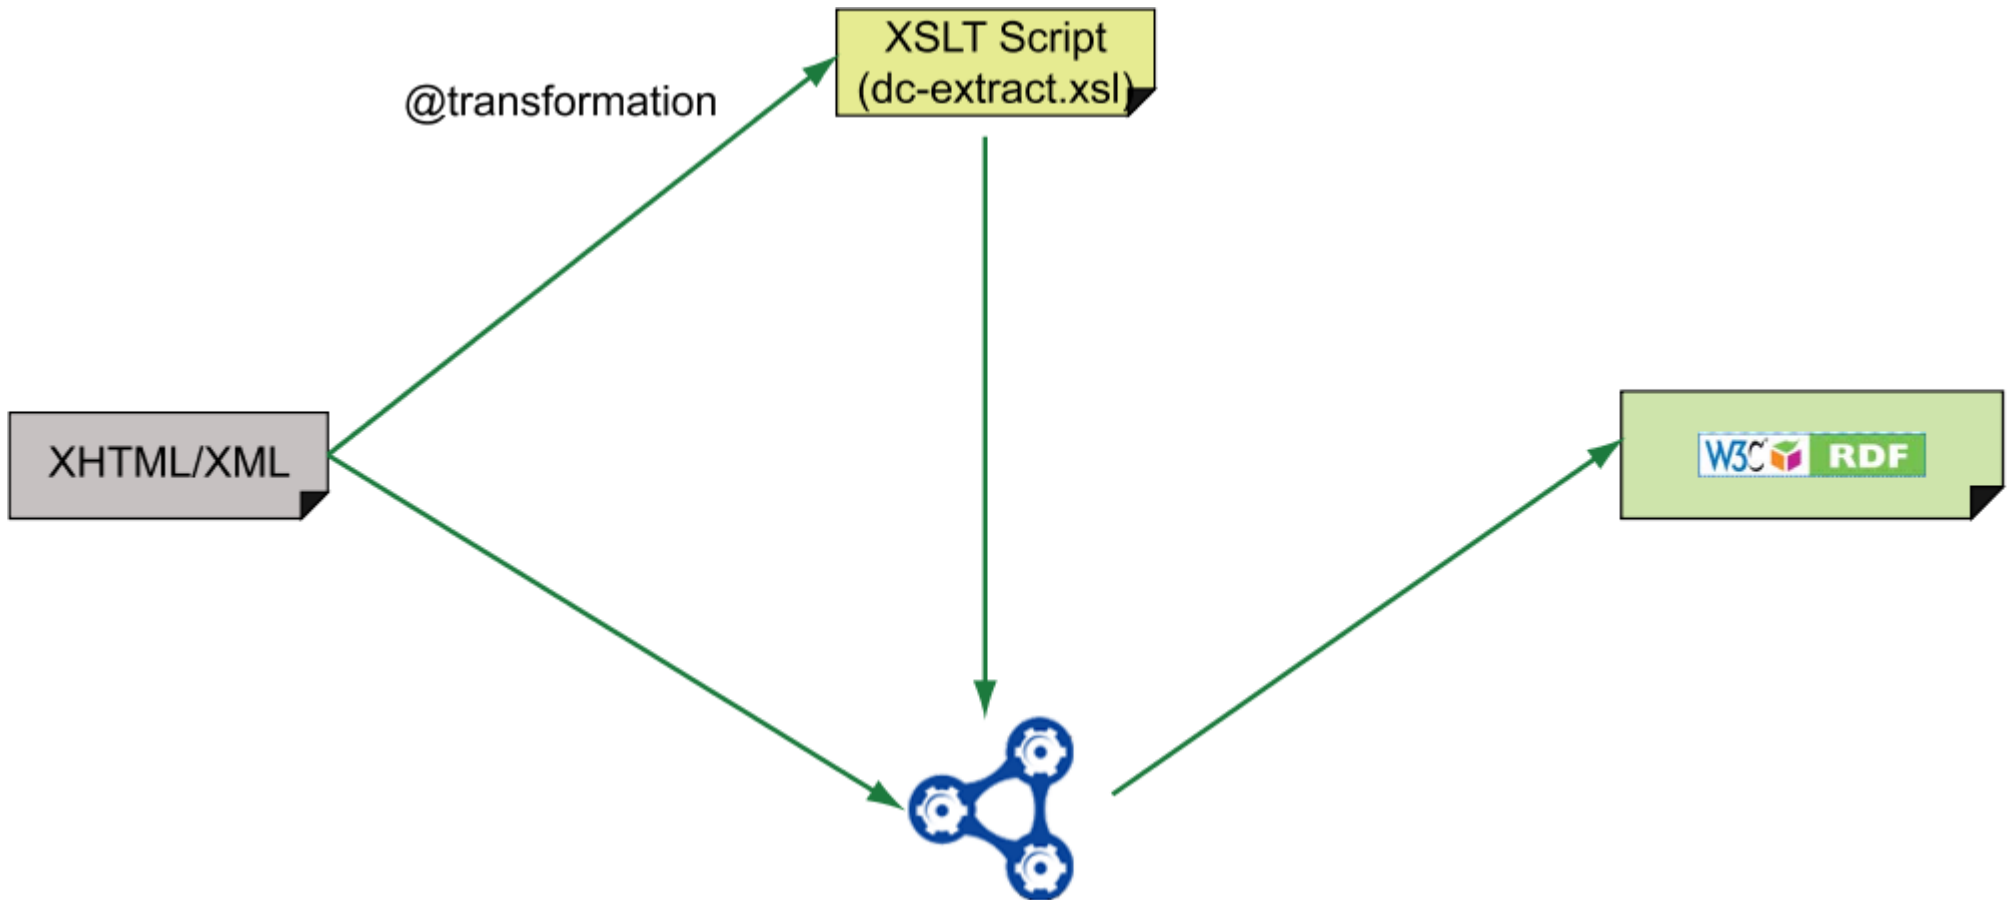 XSLT Script
(dc-extract.xsl)
@transformation
XHTML/XML
W3C RDF